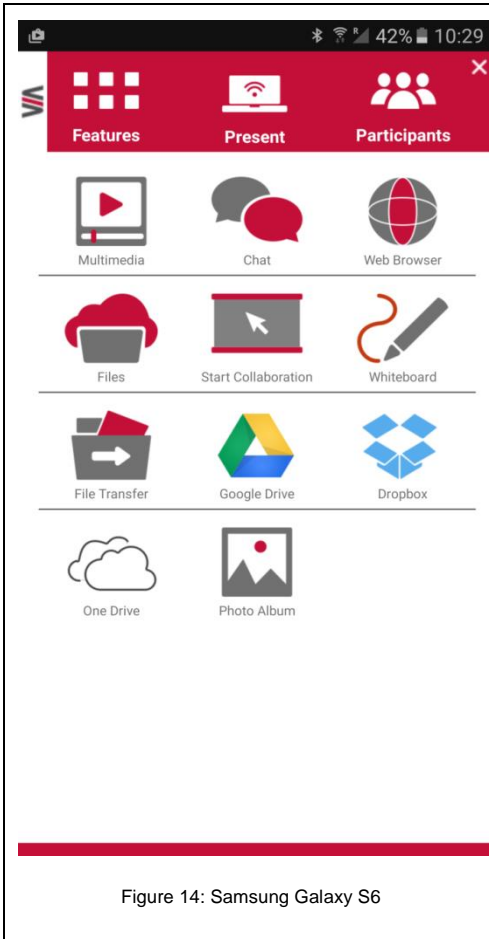 R 42% 10:29
Features Present Participants
Multimedia Chat Web Browser
Files Start Collaboration Whiteboard
File Transfer Google Drive Dropbox
One Drive Photo Album
Figure 14: Samsung Galaxy S6